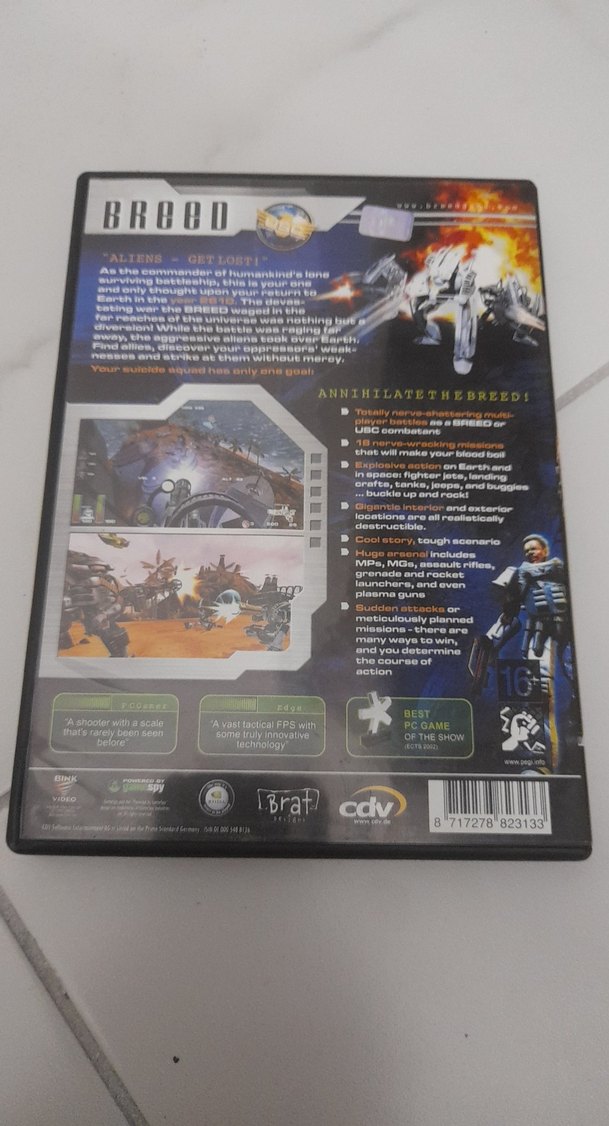 BREED
USC
"ALIENS - GET LOST!"
As the commander of humankind's lone
surviving battleship, this is your one
and only thought upon your return to
Earth in the year 2610. The devas-
tating war the BREED waged in the
far reaches of the universe was nothing but a
diversion! While the battle was raging far
away, the aggressive aliens took over Earth.
Find allies, discover your oppressors' weak-
nesses and strike at them without mercy.
Your suicide squad has only one goal:
ANNIHILATE THE BREED!
Totally nerve-shattering multi-
player battles as a BREED or
USC combatant
18 nerve-wracking missions
that will make your blood boil
Explosive action on Earth and
in space: fighter jets, landing
crafts, tanks, jeeps, and buggies
... buckle up and rock!
Gigantic interior and exterior
locations are all realistically
destructible.
Cool story, tough scenario
Huge arsenal includes
MPs, MGs, assault rifles,
grenade and rocket
launchers, and even
plasma guns
Sudden attacks or
meticulously planned
missions - there are
many ways to win,
and you determine
the course of
action
PCGamer
"A shooter with a scale
that's rarely been seen
before"
Edge
"A vast tactical FPS with
some truly innovative
technology"
BEST
PC GAME
OF THE SHOW
(ECTS 2002)
16+
www.pegi.info
BINK
VIDEO
POWERED BY
gameSpy
Brat
Designs
cdv
www.cdv.de
8 717278 823133